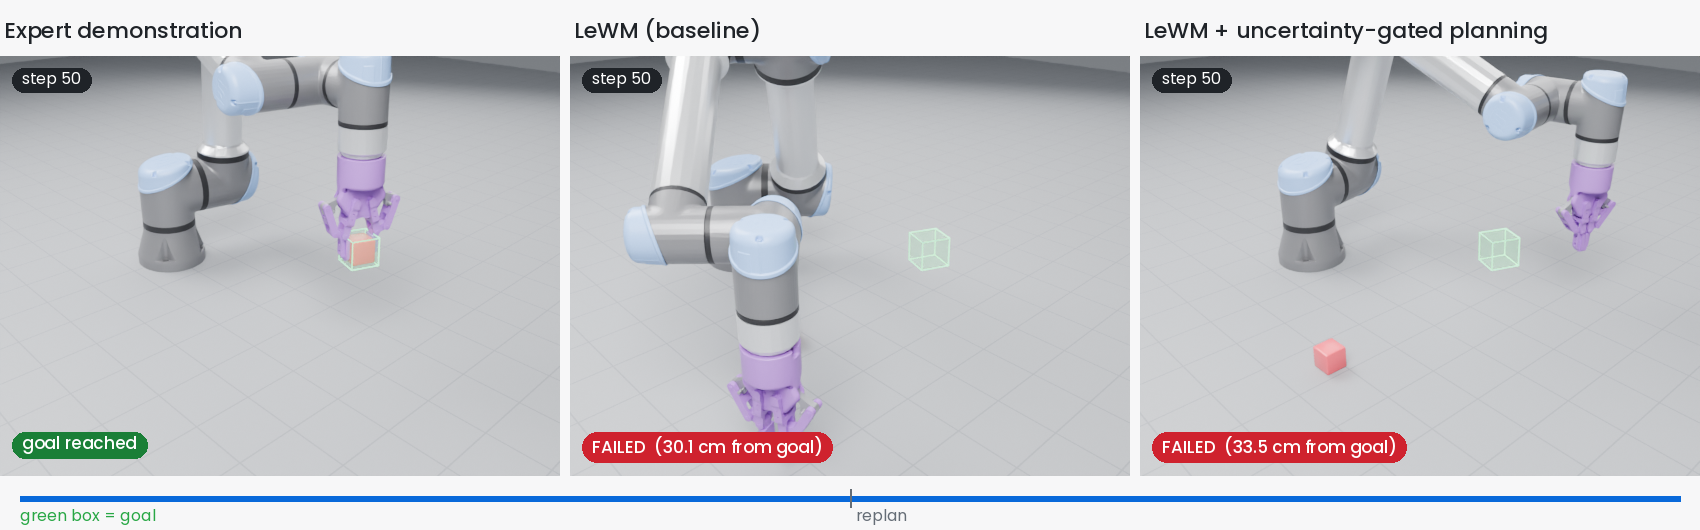 Expert demonstration
LeWM (baseline)
LeWM + uncertainty-gated planning
step 50
step 50
step 50
goal reached
FAILED (30.1 cm from goal)
FAILED (33.5 cm from goal)
green box = goal
replan